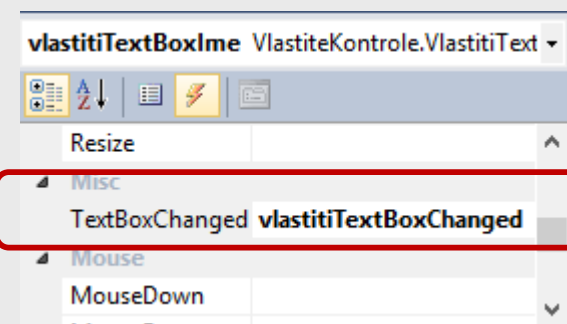 vlastitiTextBoxIme VlastiteKontrole.VlastitiText
Resize
Misc
TextBoxChanged vlastitiTextBoxChanged
Mouse
MouseDown